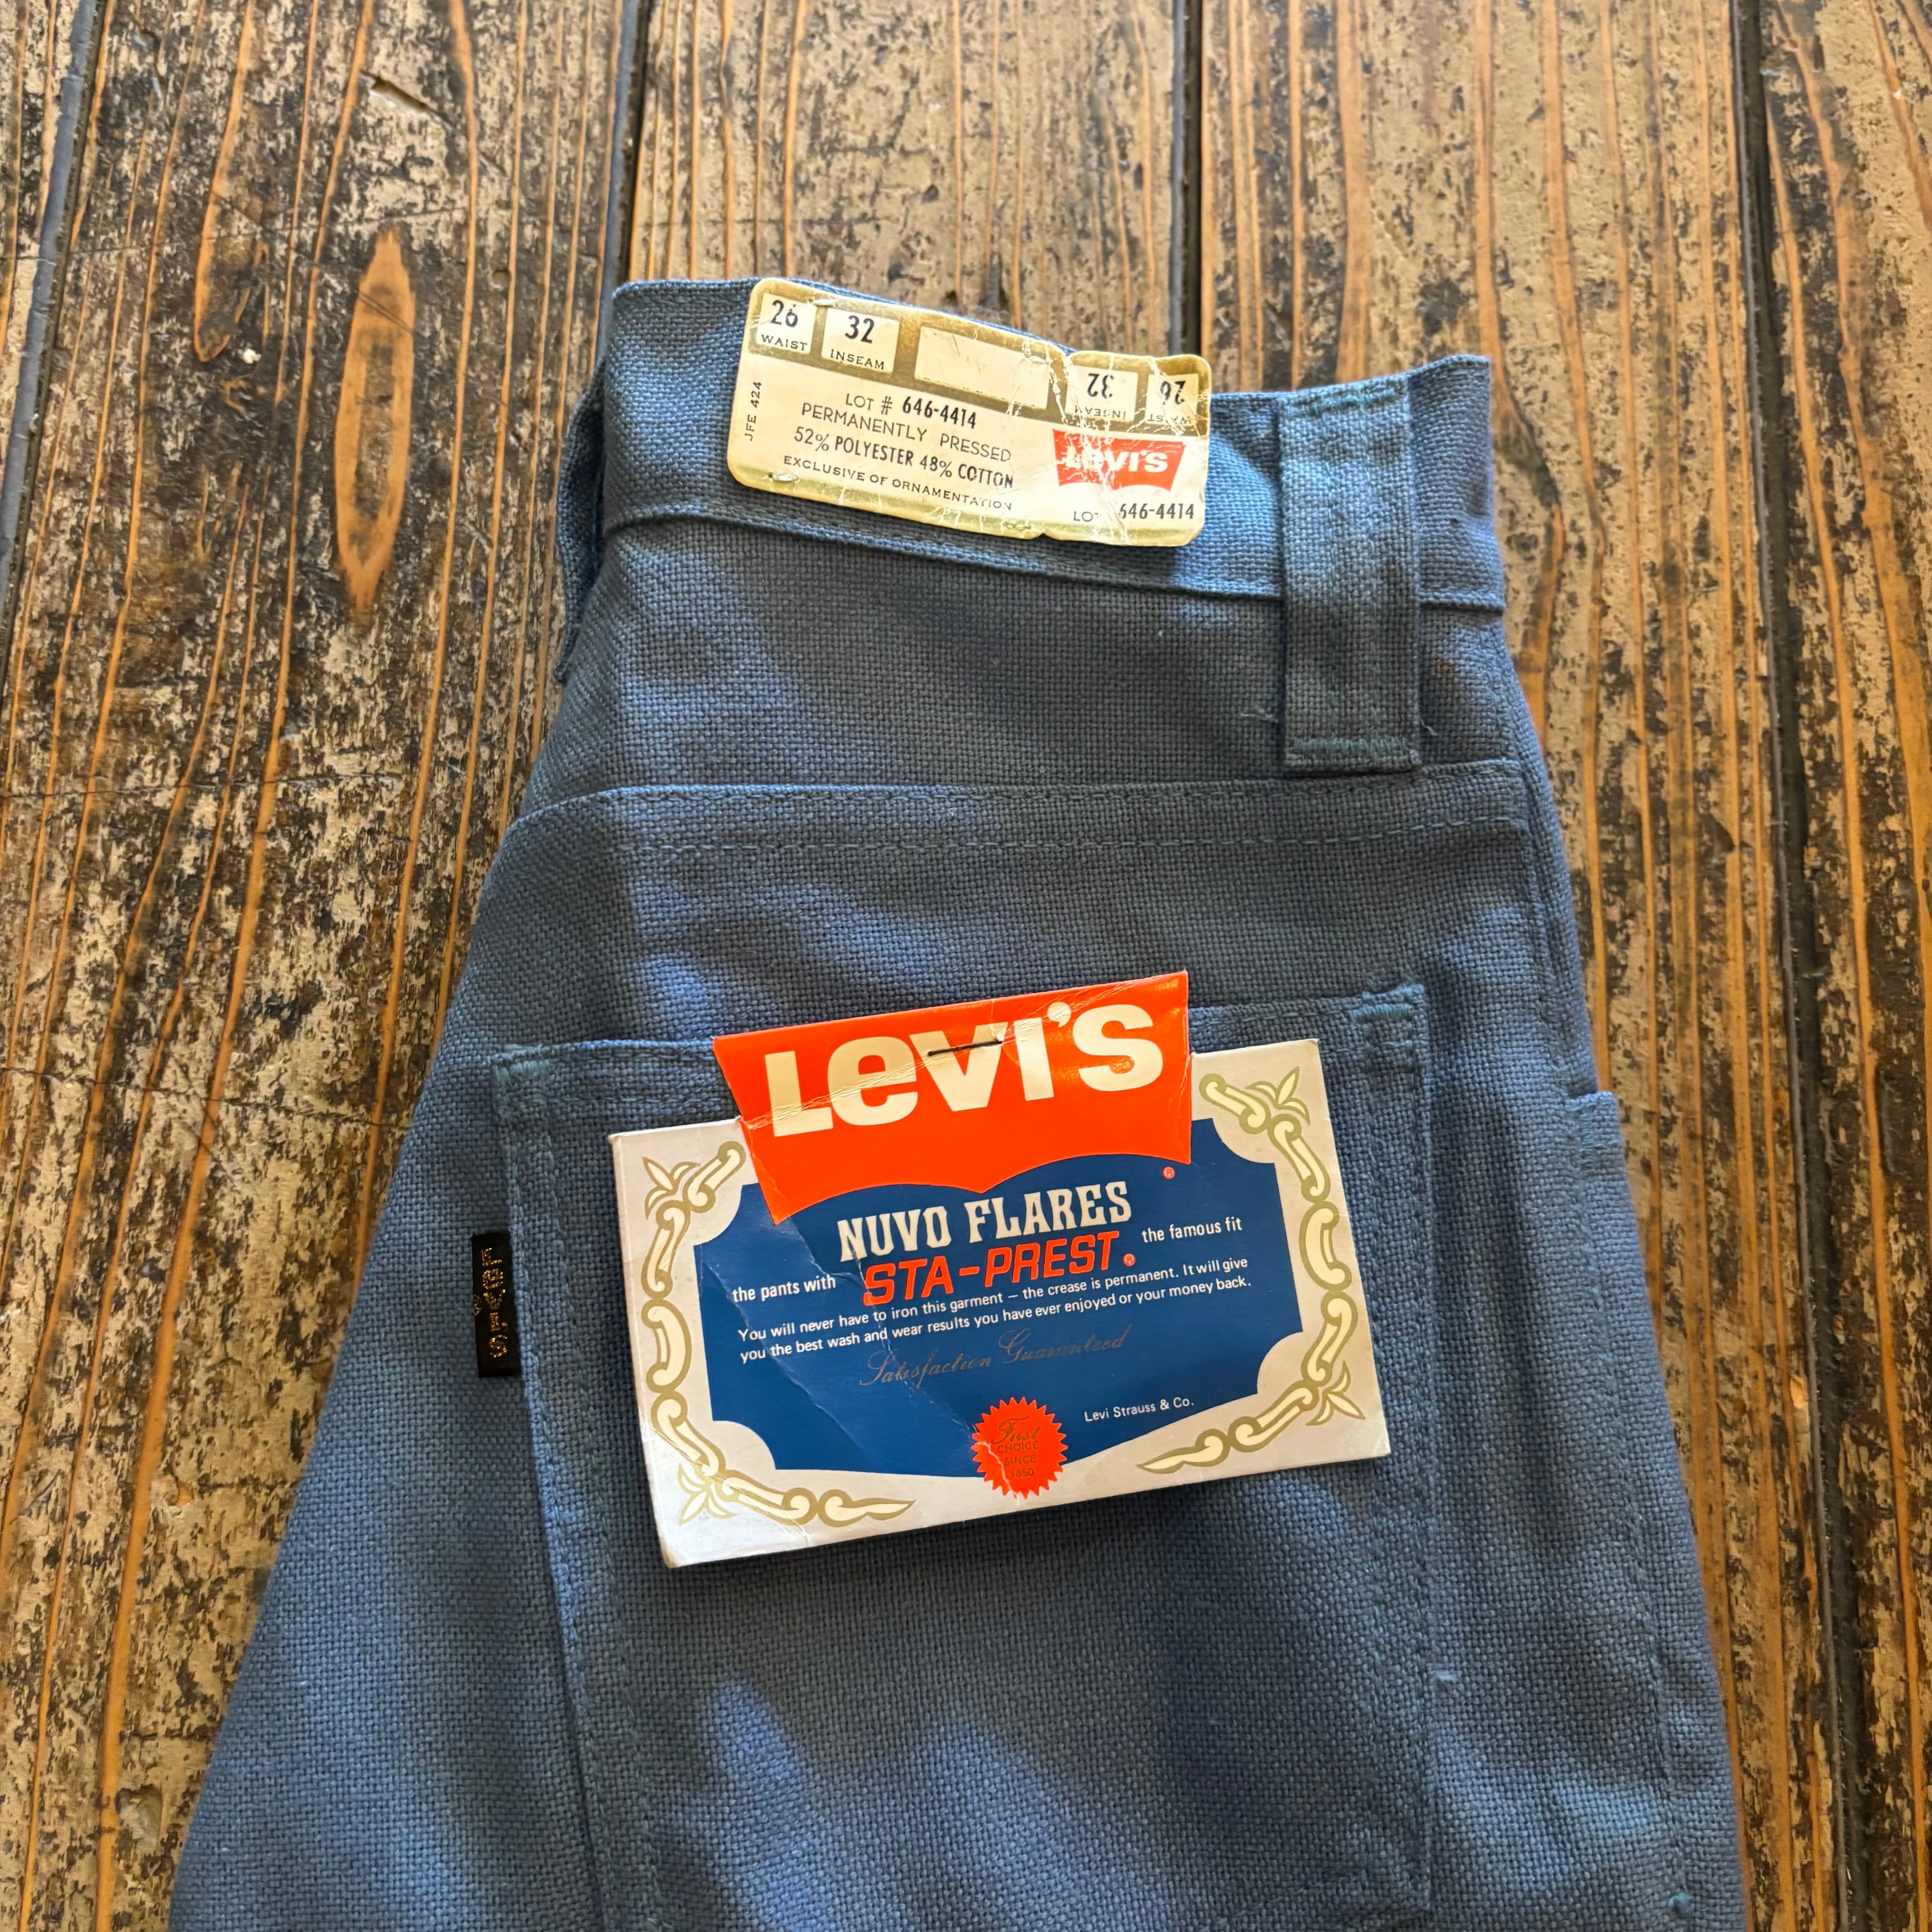 26
WAIST
32
INSEAM
JFE 424
LOT # 646-4414
PERMANENTLY PRESSED
52% POLYESTER 48% COTTON
EXCLUSIVE OF ORNAMENTATION
32
INSEAM
26
WAIST
LEVI'S
LOT 646-4414
LEVI'S
LEVI'S
®
NUVO FLARES
the pants with STA-PREST® the famous fit
You will never have to iron this garment — the crease is permanent. It will give
you the best wash and wear results you have ever enjoyed or your money back.
Satisfaction Guaranteed
Levi Strauss & Co.
First
CHOICE
SINCE
1850